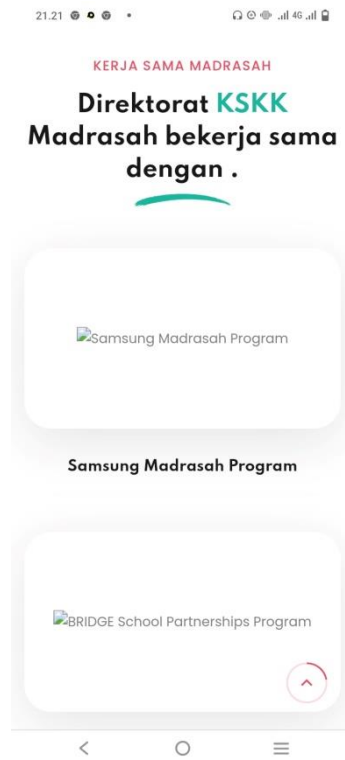 21.21
4G
KERJA SAMA MADRASAH
Direktorat KSKK
Madrasah bekerja sama
dengan .
Samsung Madrasah Program
Samsung Madrasah Program
BRIDGE School Partnerships Program